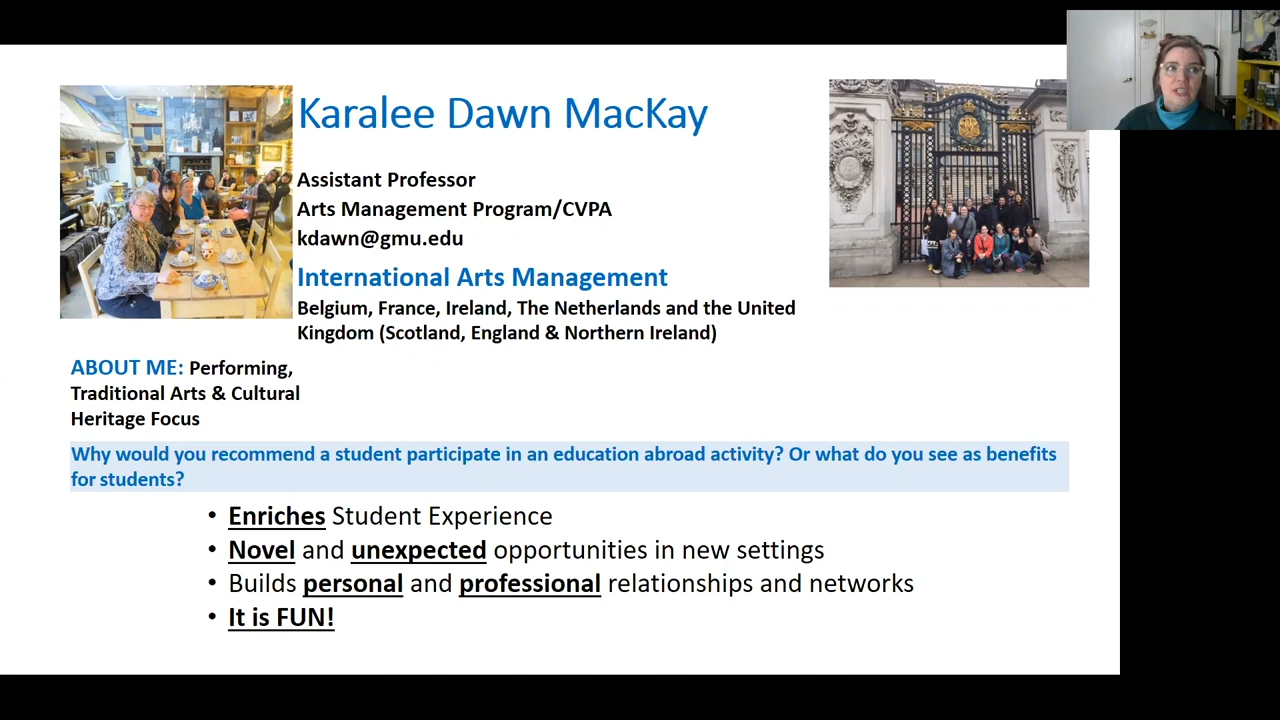 Karalee Dawn MacKay
Assistant Professor
Arts Management Program/CVPA
kdawn@gmu.edu
International Arts Management
Belgium, France, Ireland, The Netherlands and the United
Kingdom (Scotland, England & Northern Ireland)
ABOUT ME: Performing,
Traditional Arts & Cultural
Heritage Focus
Why would you recommend a student participate in an education abroad activity? Or what do you see as benefits
for students?
• Enriches Student Experience
• Novel and unexpected opportunities in new settings
• Builds personal and professional relationships and networks
• It is FUN!